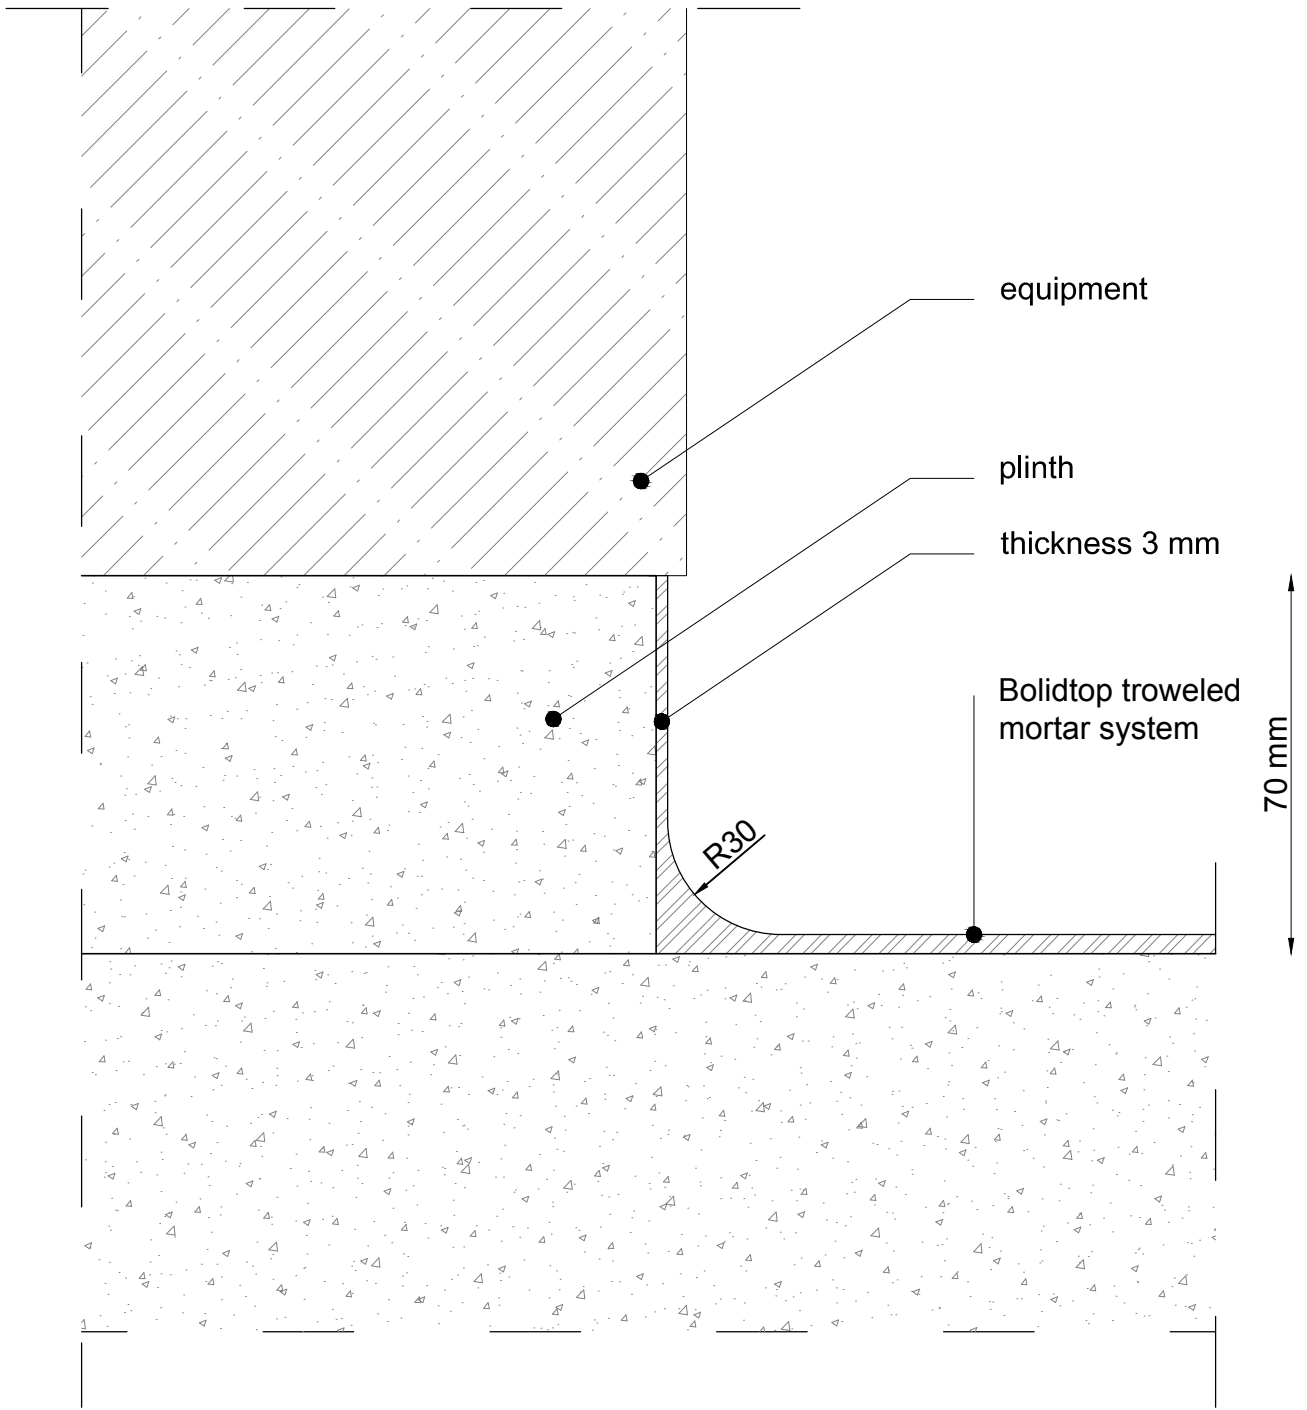 equipment
plinth
thickness 3 mm
Bolidtop troweled
mortar system
70 mm
R30